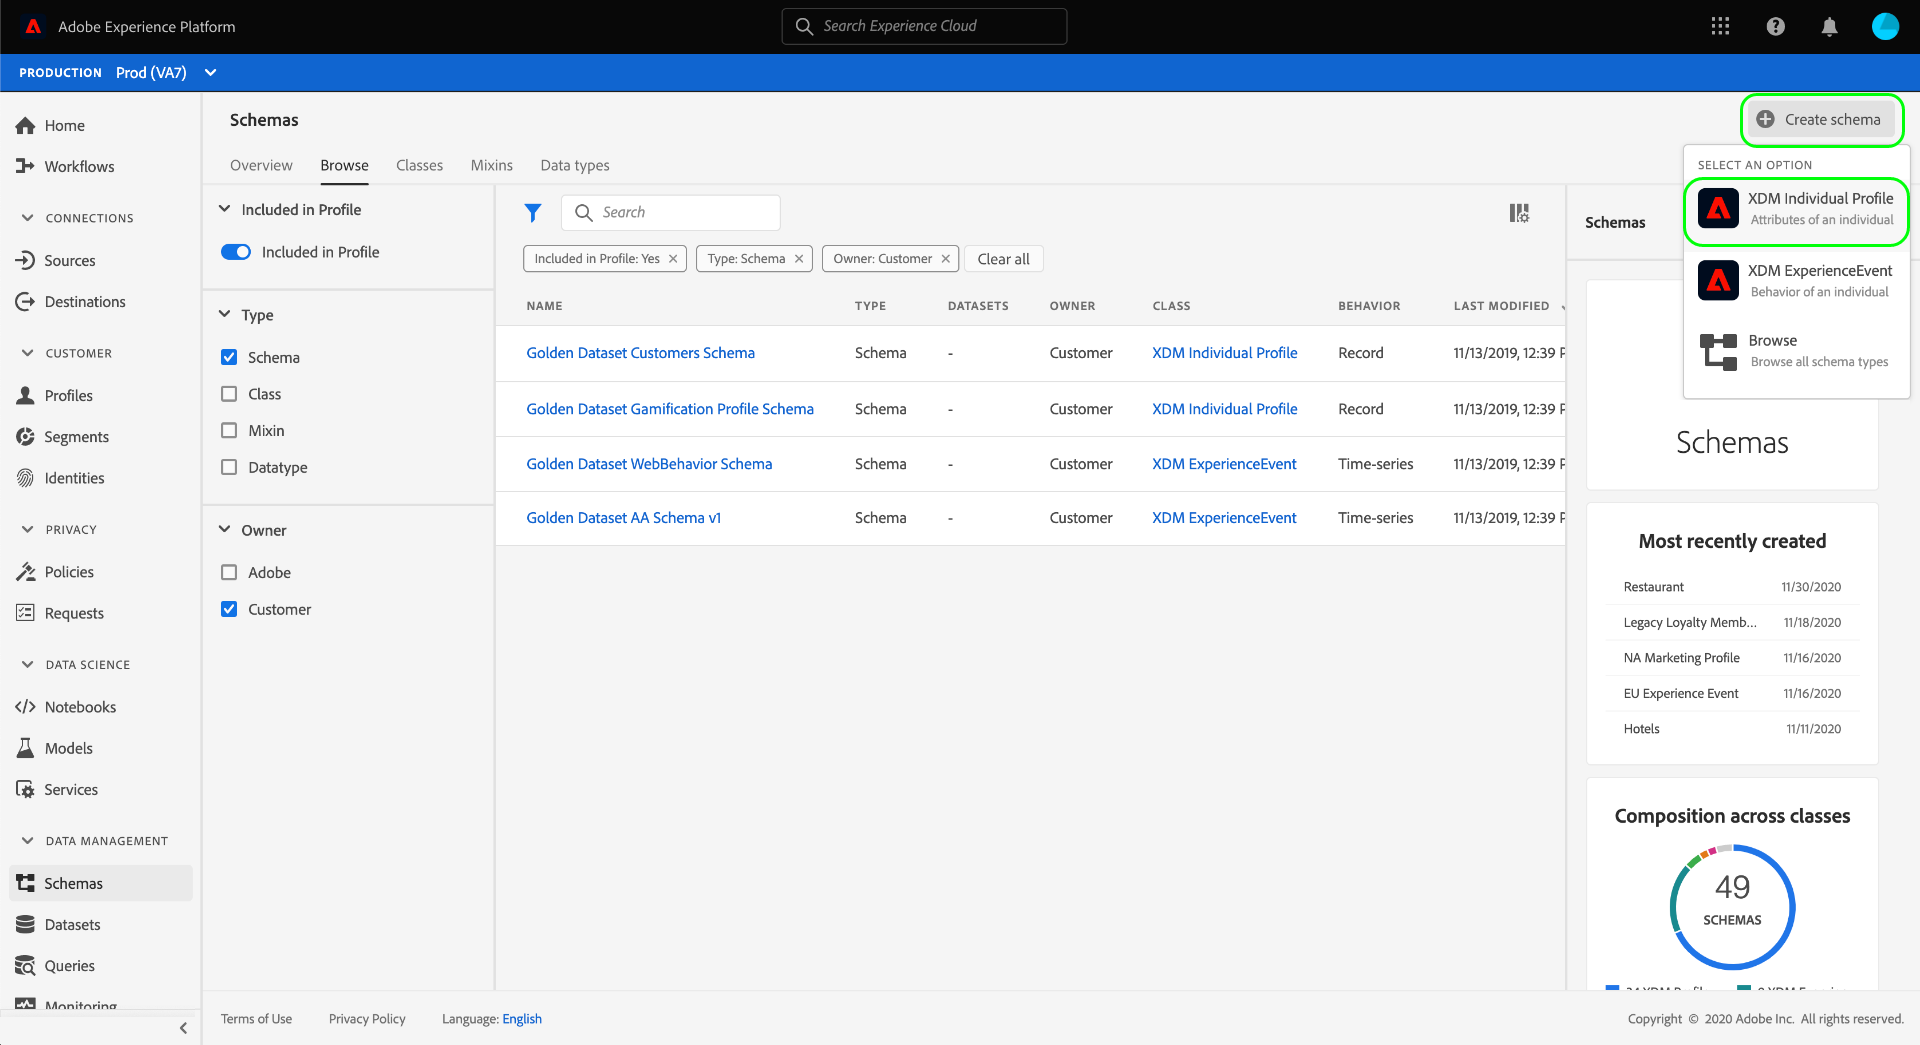 Adobe Experience Platform
Search Experience Cloud
PRODUCTION Prod (VA7)
Home
Workflows
CONNECTIONS
Sources
Destinations
CUSTOMER
Profiles
Segments
Identities
PRIVACY
Policies
Requests
DATA SCIENCE
Notebooks
Models
Services
DATA MANAGEMENT
Schemas
Datasets
Queries
Monitoring
Schemas
Create schema
Overview Browse Classes Mixins Data types
Included in Profile
Included in Profile
Type
Schema
Class
Mixin
Datatype
Owner
Adobe
Customer
Search
Included in Profile: Yes Type: Schema Owner: Customer Clear all
NAME TYPE DATASETS OWNER CLASS BEHAVIOR LAST MODIFIED
Golden Dataset Customers Schema Schema - Customer XDM Individual Profile Record 11/13/2019, 12:39 P
Golden Dataset Gamification Profile Schema Schema - Customer XDM Individual Profile Record 11/13/2019, 12:39 P
Golden Dataset WebBehavior Schema Schema - Customer XDM ExperienceEvent Time-series 11/13/2019, 12:39 P
Golden Dataset AA Schema v1 Schema - Customer XDM ExperienceEvent Time-series 11/13/2019, 12:39 P
SELECT AN OPTION
XDM Individual Profile
Attributes of an individual
XDM ExperienceEvent
Behavior of an individual
Browse
Browse all schema types
Schemas
Schemas
Most recently created
Restaurant 11/30/2020
Legacy Loyalty Memb... 11/18/2020
NA Marketing Profile 11/16/2020
EU Experience Event 11/16/2020
Hotels 11/11/2020
Composition across classes
49
SCHEMAS
Terms of Use Privacy Policy Language: English
Copyright © 2020 Adobe Inc. All rights reserved.